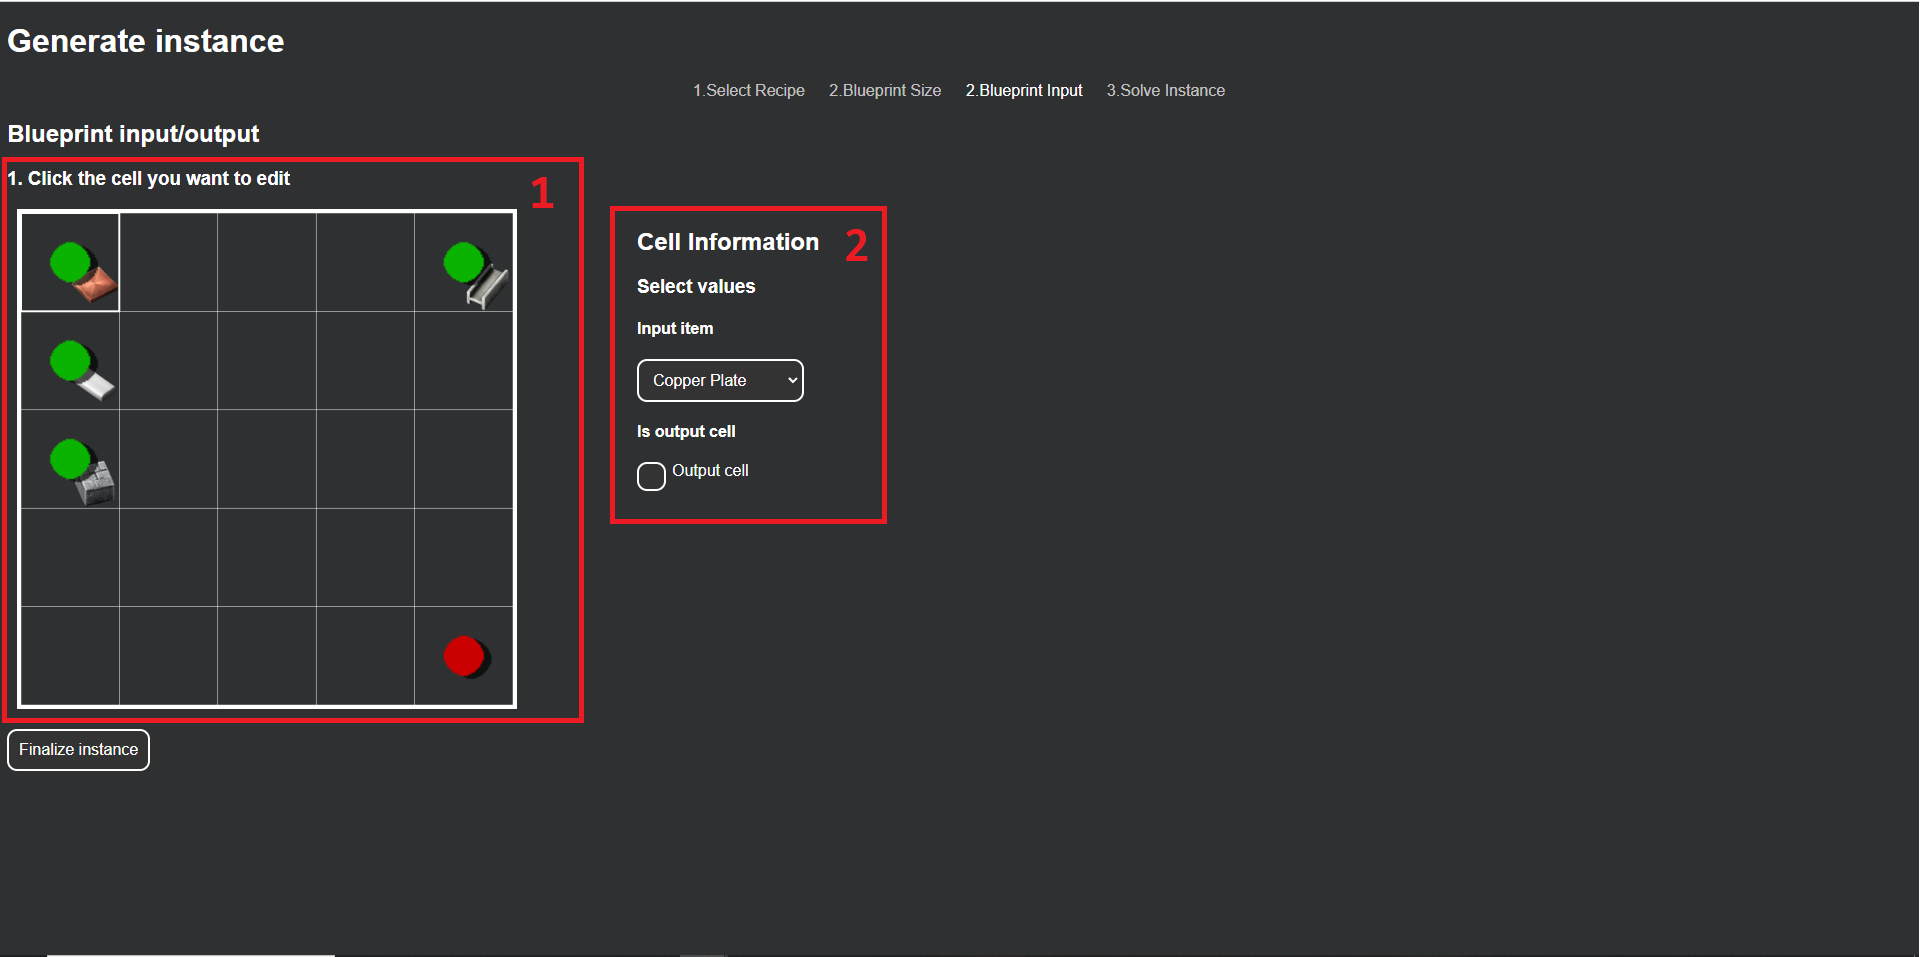 Generate instance
1.Select Recipe 2.Blueprint Size 2.Blueprint Input 3.Solve Instance
Blueprint input/output
1. Click the cell you want to edit
1
Cell Information
2
Select values
Input item
Copper Plate
Is output cell
Output cell
Finalize instance